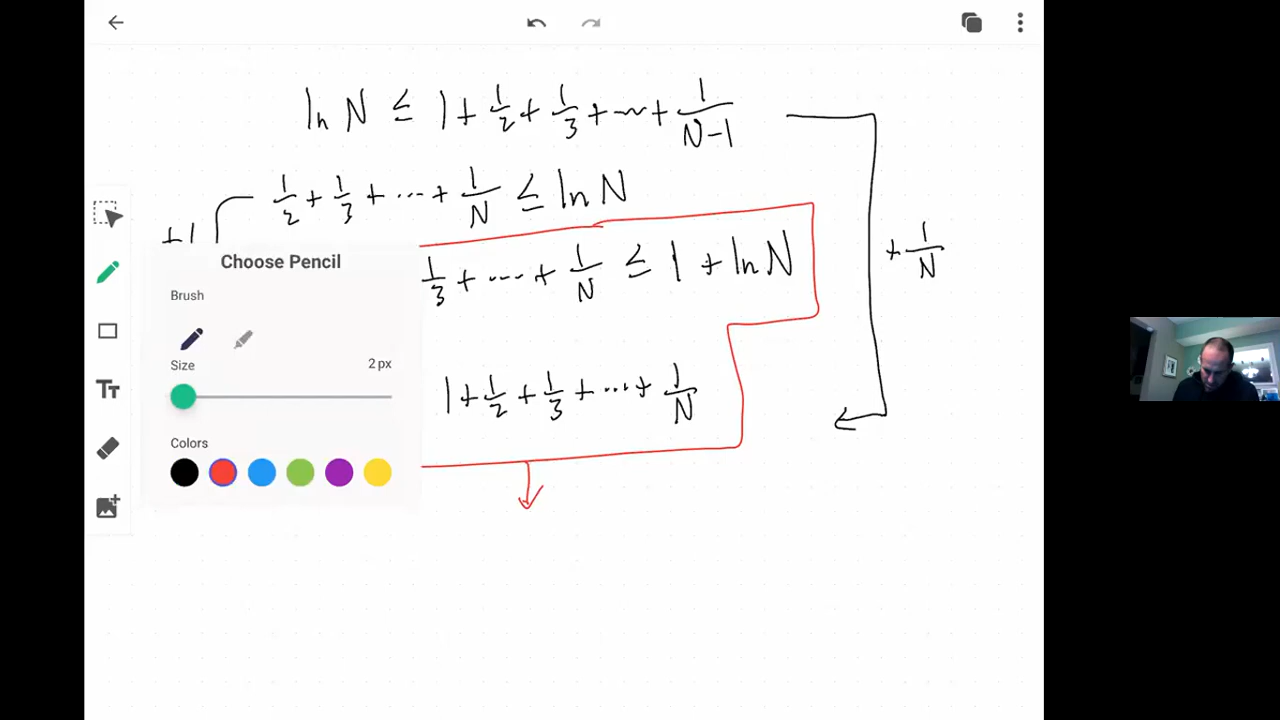 ln N ≤ 1 + 1/2 + 1/3 + ... + 1/(N-1)
1/2 + 1/3 + ... + 1/N ≤ ln N
+1
+ 1/N
Choose Pencil
1/3 + ... + 1/N ≤ 1 + ln N
Brush
Size 2 px
1 + 1/2 + 1/3 + ... + 1/N
Colors
Tт